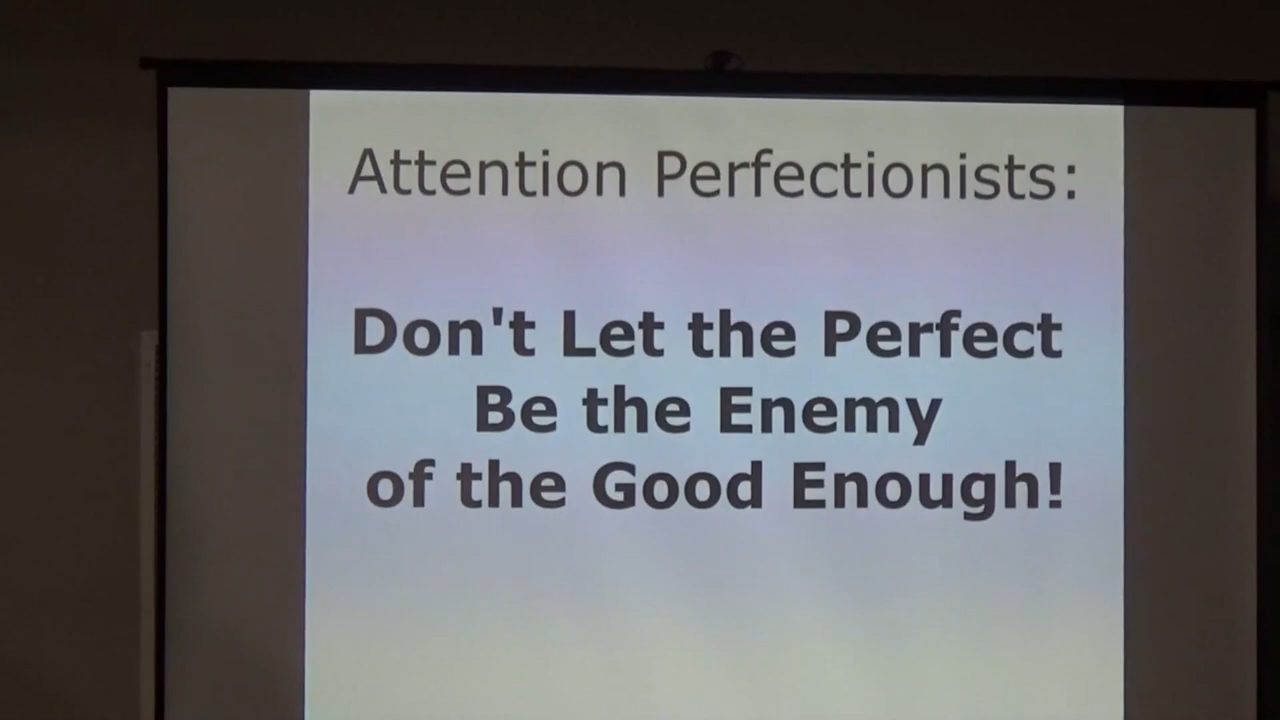 Attention Perfectionists:
Don't Let the Perfect
Be the Enemy
of the Good Enough!